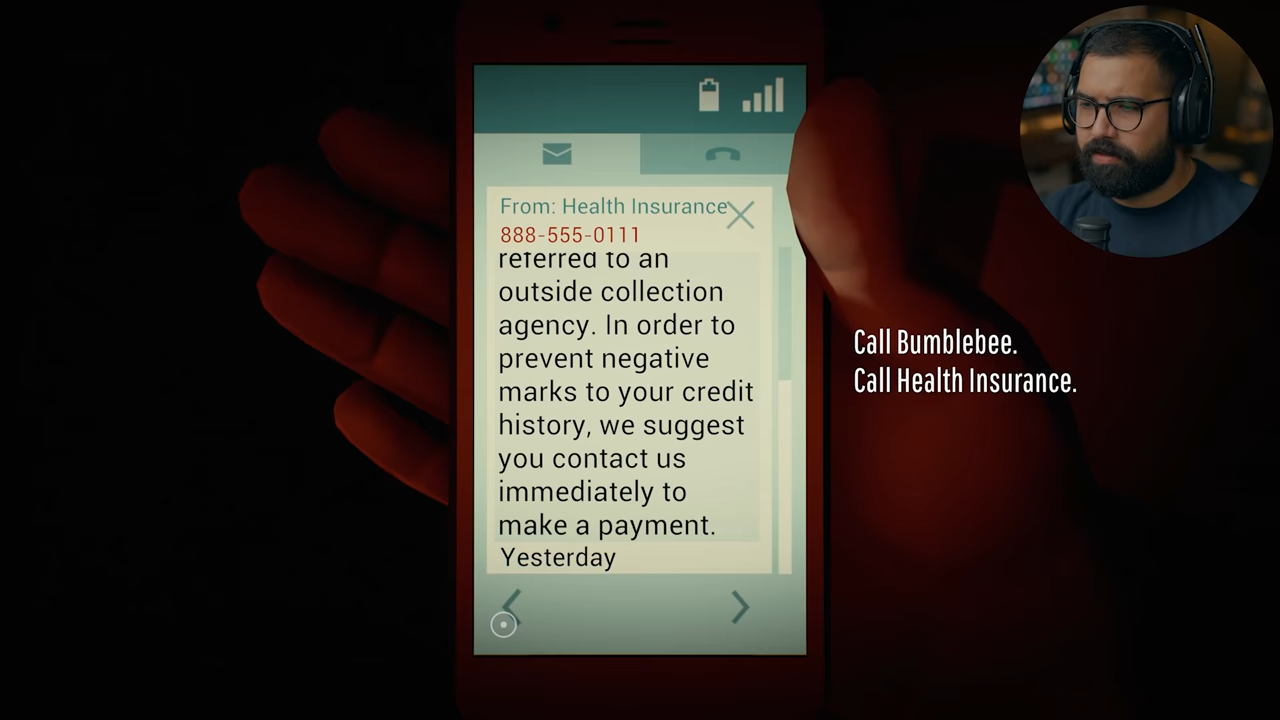 From: Health Insurance
888-555-0111
referred to an
outside collection
agency. In order to
prevent negative
marks to your credit
history, we suggest
you contact us
immediately to
make a payment.
Yesterday
Call Bumblebee.
Call Health Insurance.